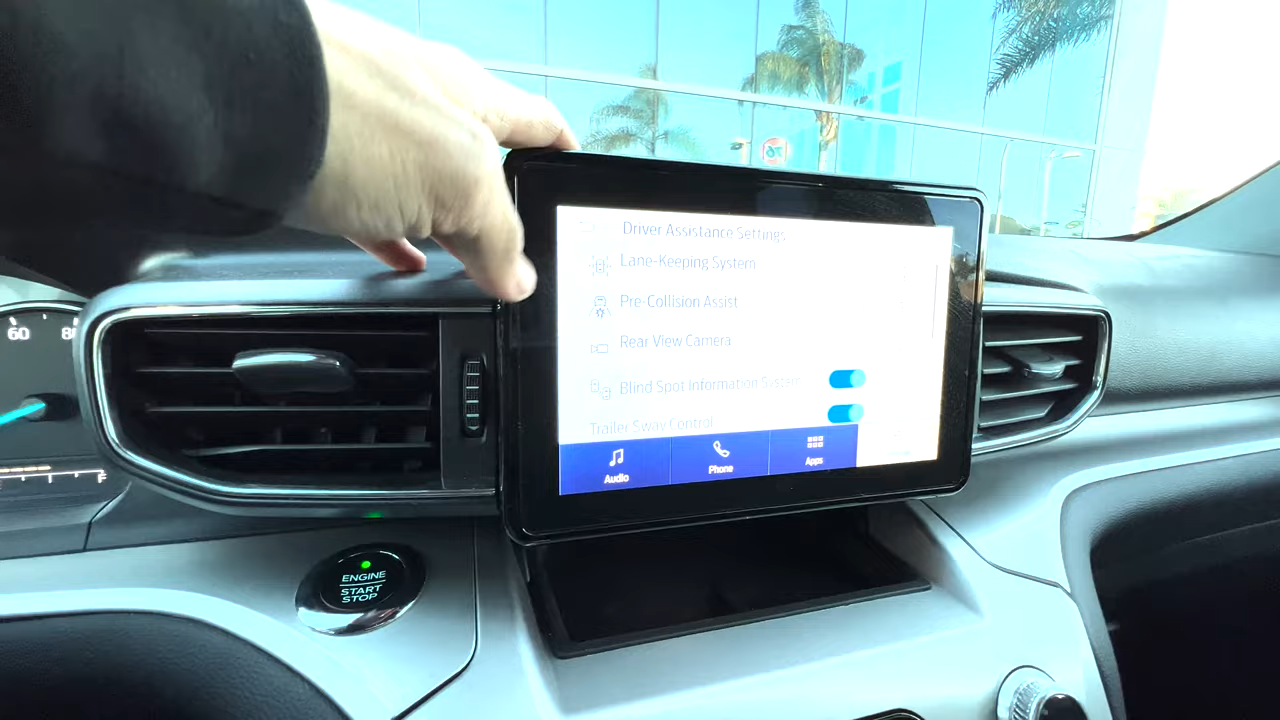 Driver Assistance Settings
Lane-Keeping System
Pre-Collision Assist
Rear View Camera
Blind Spot Information System
Trailer Sway Control
Audio
Phone
Apps
60
80
F
ENGINE
START
STOP